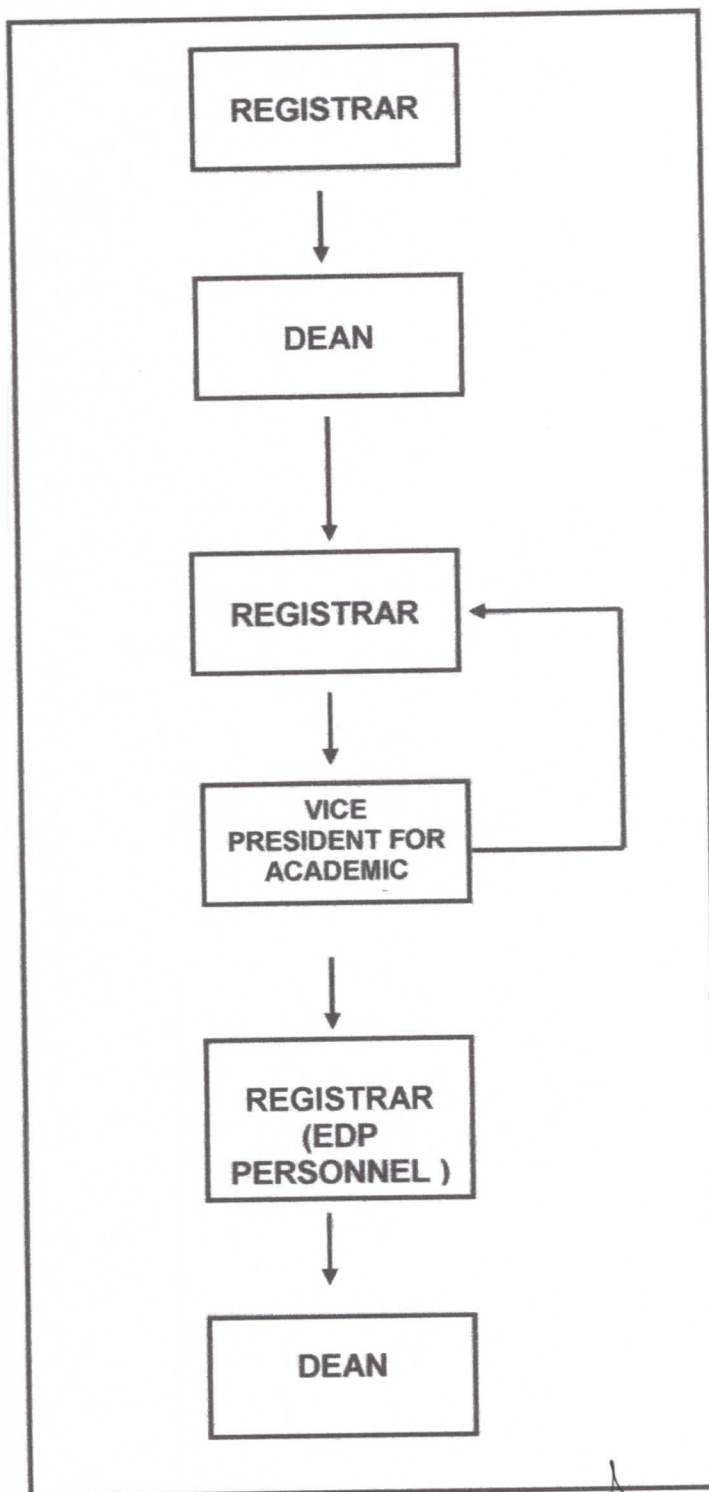 REGISTRAR
DEAN
REGISTRAR
VICE
PRESIDENT FOR
ACADEMIC
REGISTRAR
(EDP
PERSONNEL )
DEAN